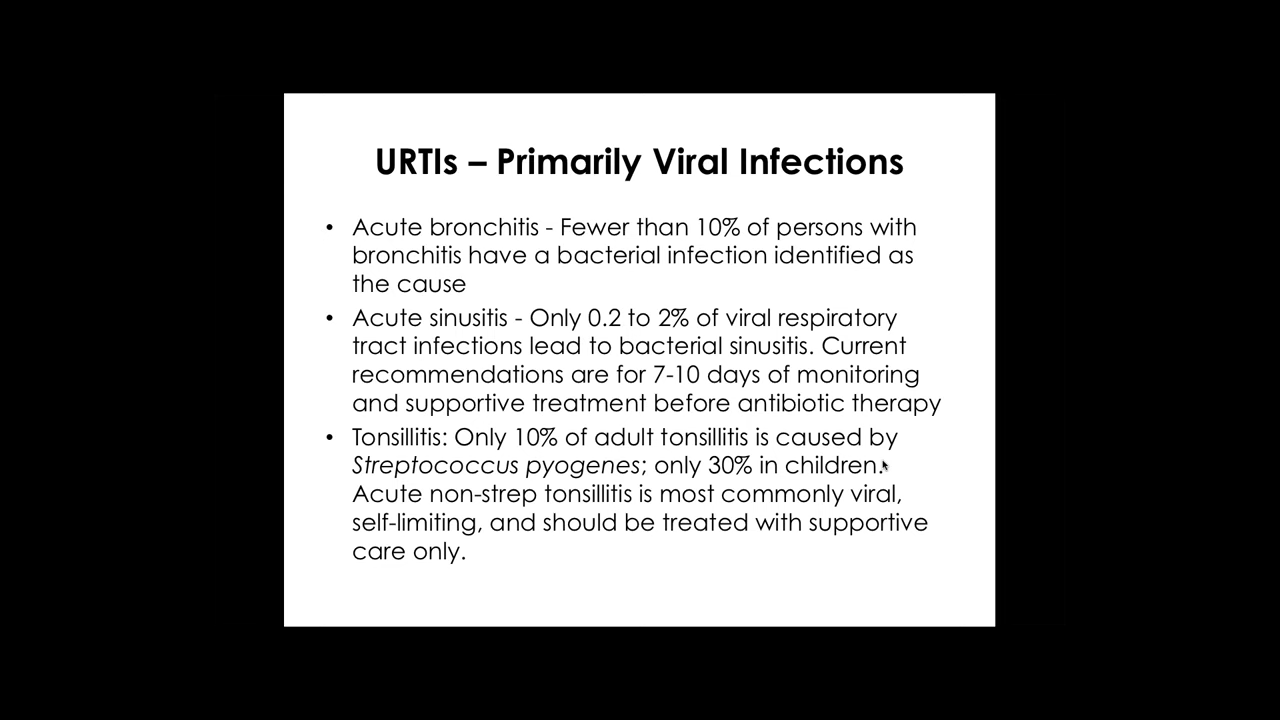 URTIs – Primarily Viral Infections
• Acute bronchitis - Fewer than 10% of persons with
bronchitis have a bacterial infection identified as
the cause
• Acute sinusitis - Only 0.2 to 2% of viral respiratory
tract infections lead to bacterial sinusitis. Current
recommendations are for 7-10 days of monitoring
and supportive treatment before antibiotic therapy
• Tonsillitis: Only 10% of adult tonsillitis is caused by
Streptococcus pyogenes; only 30% in children.
Acute non-strep tonsillitis is most commonly viral,
self-limiting, and should be treated with supportive
care only.